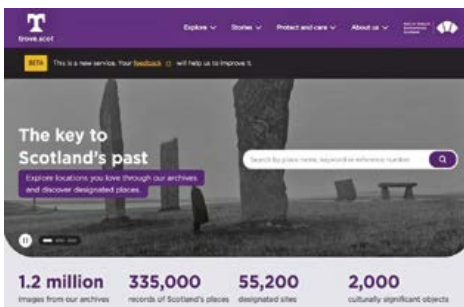 T
trove.scot
Explore Stories Protect and care About us
BETA This is a new service. Your feedback will help us to improve it.
The key to
Scotland's past
Explore locations you love through our archives
and discover designated places.
Search by place name, keyword or reference number
1.2 million 335,000 55,200 2,000
images from our archives records of Scotland's places designated sites culturally significant objects